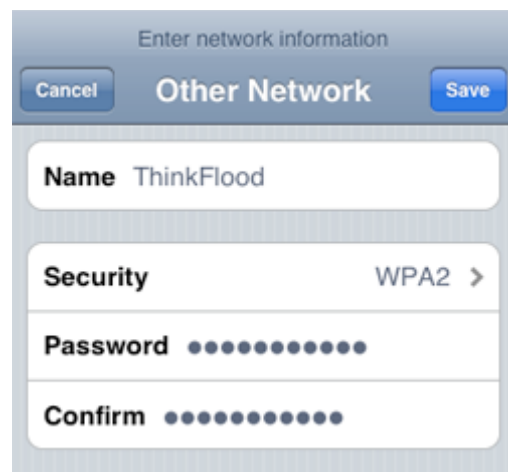 Enter network information
Cancel Other Network Save
Name ThinkFlood
Security WPA2 >
Password ●●●●●●●●●●●
Confirm ●●●●●●●●●●●